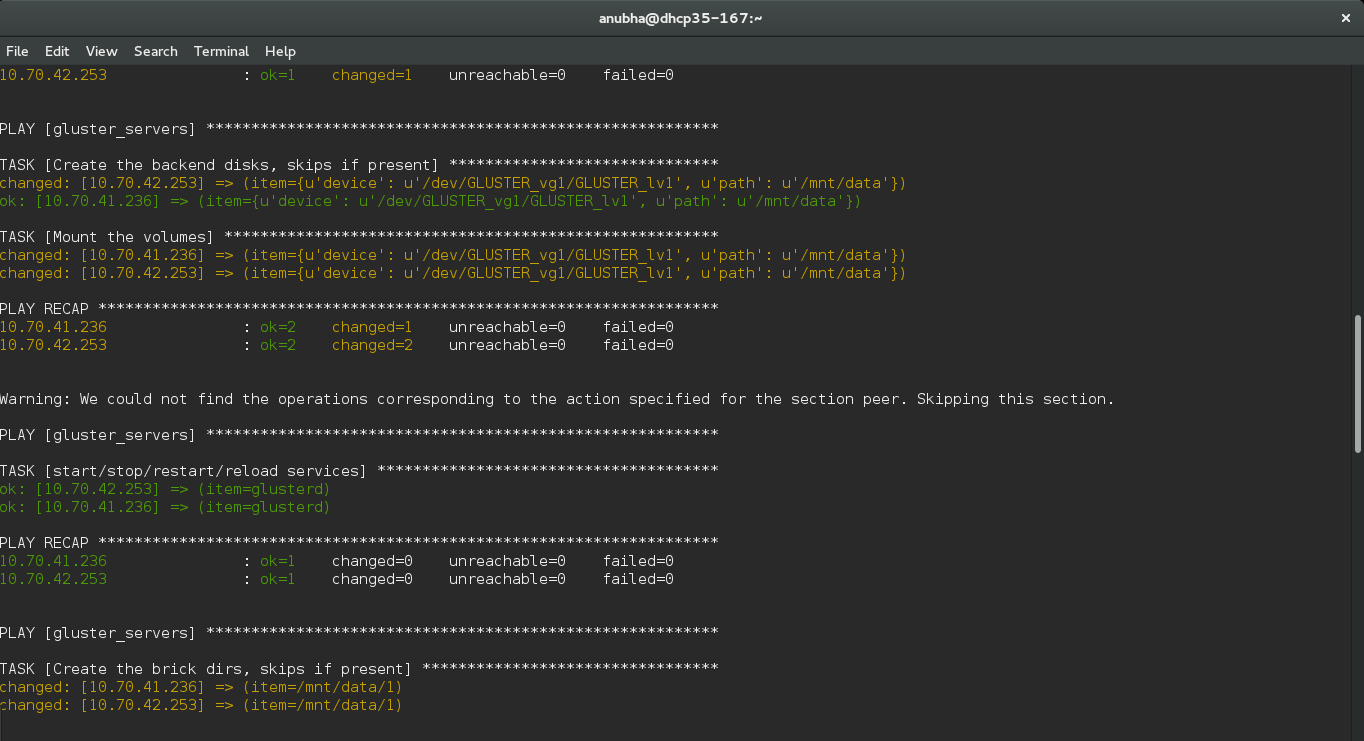 anubha@dhcp35-167:~ ×
File Edit View Search Terminal Help
10.70.42.253               : ok=1    changed=1    unreachable=0    failed=0
PLAY [gluster_servers] *********************************************************
TASK [Create the backend disks, skips if present] ******************************
changed: [10.70.42.253] => (item={u'device': u'/dev/GLUSTER_vg1/GLUSTER_lv1', u'path': u'/mnt/data'})
ok: [10.70.41.236] => (item={u'device': u'/dev/GLUSTER_vg1/GLUSTER_lv1', u'path': u'/mnt/data'})
TASK [Mount the volumes] *******************************************************
changed: [10.70.41.236] => (item={u'device': u'/dev/GLUSTER_vg1/GLUSTER_lv1', u'path': u'/mnt/data'})
changed: [10.70.42.253] => (item={u'device': u'/dev/GLUSTER_vg1/GLUSTER_lv1', u'path': u'/mnt/data'})
PLAY RECAP *********************************************************************
10.70.41.236               : ok=2    changed=1    unreachable=0    failed=0
10.70.42.253               : ok=2    changed=2    unreachable=0    failed=0
Warning: We could not find the operations corresponding to the action specified for the section peer. Skipping this section.
PLAY [gluster_servers] *********************************************************
TASK [start/stop/restart/reload services] **************************************
ok: [10.70.42.253] => (item=glusterd)
ok: [10.70.41.236] => (item=glusterd)
PLAY RECAP *********************************************************************
10.70.41.236               : ok=1    changed=0    unreachable=0    failed=0
10.70.42.253               : ok=1    changed=0    unreachable=0    failed=0
PLAY [gluster_servers] *********************************************************
TASK [Create the brick dirs, skips if present] *********************************
changed: [10.70.41.236] => (item=/mnt/data/1)
changed: [10.70.42.253] => (item=/mnt/data/1)